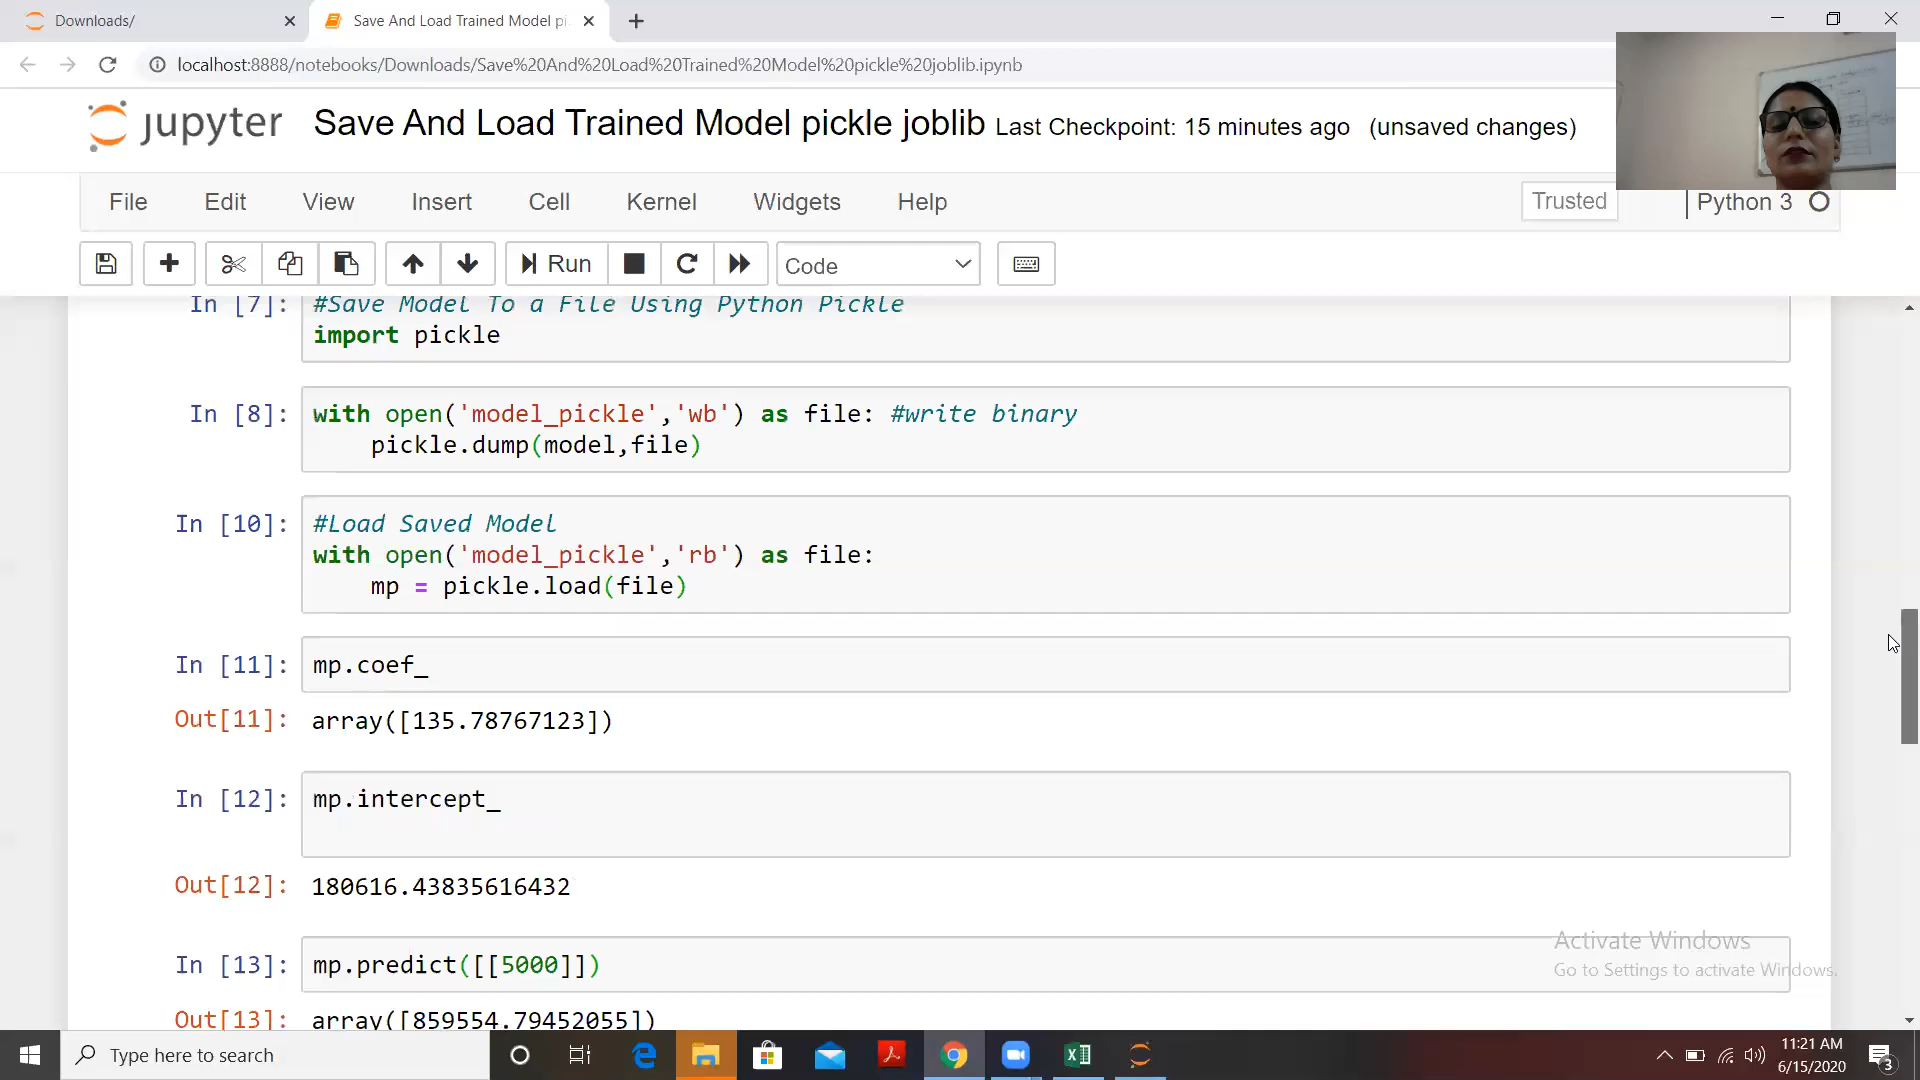 Downloads/
Save And Load Trained Model pi
localhost:8888/notebooks/Downloads/Save%20And%20Load%20Trained%20Model%20pickle%20joblib.ipynb
jupyter Save And Load Trained Model pickle joblib Last Checkpoint: 15 minutes ago (unsaved changes)
File Edit View Insert Cell Kernel Widgets Help Trusted Python 3
Run Code
In [7]: #Save Model To a File Using Python Pickle
import pickle
In [8]: with open('model_pickle','wb') as file: #write binary
pickle.dump(model,file)
In [10]: #Load Saved Model
with open('model_pickle','rb') as file:
mp = pickle.load(file)
In [11]: mp.coef_
Out[11]: array([135.78767123])
In [12]: mp.intercept_
Out[12]: 180616.43835616432
In [13]: mp.predict([[5000]])
Out[13]: array([859554.79452055])
Activate Windows
Go to Settings to activate Windows.
Type here to search
11:21 AM
6/15/2020
3